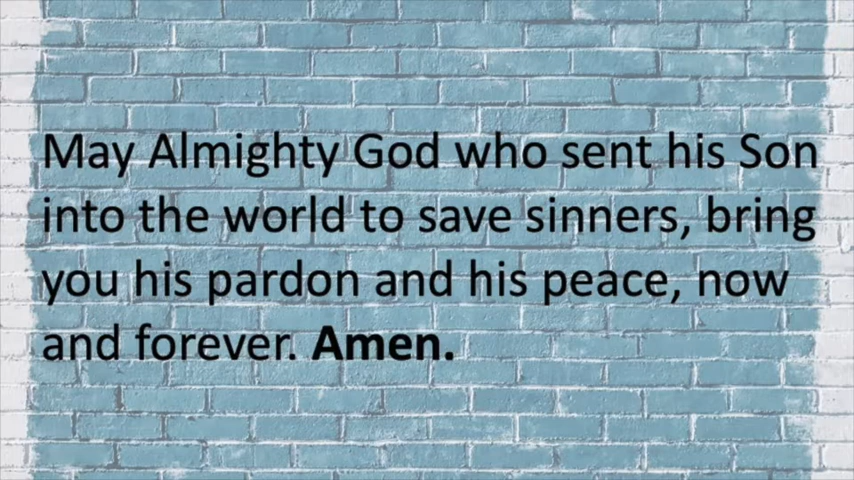 May Almighty God who sent his Son
into the world to save sinners, bring
you his pardon and his peace, now
and forever. Amen.